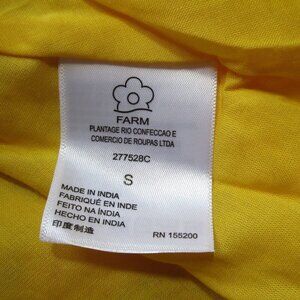 FARM
PLANTAGE RIO CONFECCAO E
COMERCIO DE ROUPAS LTDA
277528C
S
MADE IN INDIA
FABRIQUÉ EN INDE
FEITO NA ÍNDIA
HECHO EN INDIA
印度制造
RN 155200